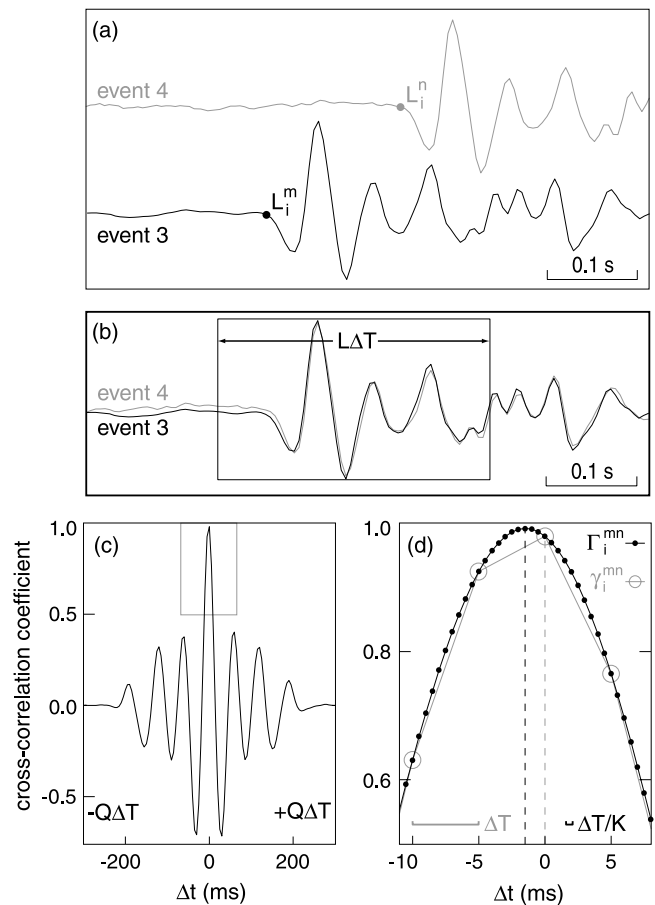 (a)
event 4
L_i^n
L_i^m
event 3
0.1 s
(b)
LΔT
event 4
event 3
0.1 s
(c)
(d)
1.0
0.5
0.0
-0.5
cross-correlation coefficient
-QΔT
+QΔT
-200
0
200
Δt (ms)
1.0
0.8
0.6
Γ_i^mn
γ_i^mn
ΔT
ΔT/K
-10
-5
0
5
Δt (ms)